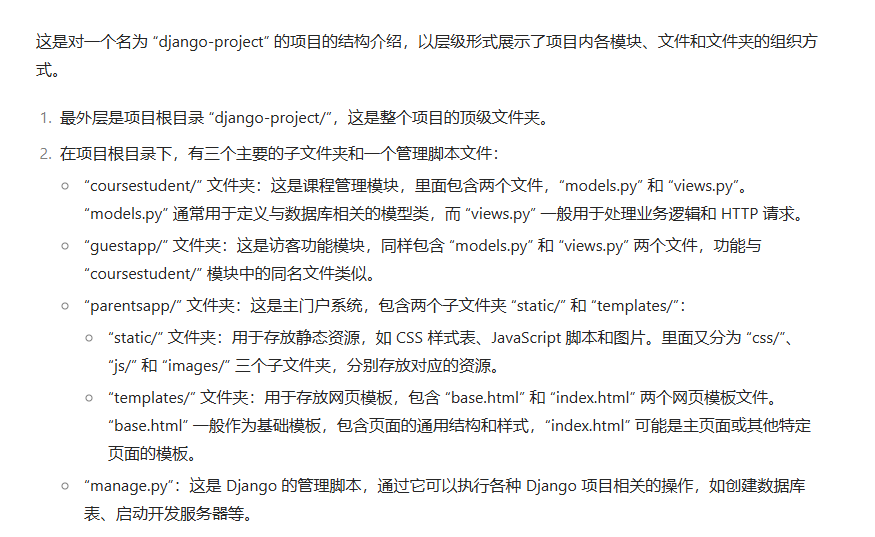 这是对一个名为 “django-project” 的项目的结构介绍，以层级形式展示了项目内各模块、文件和文件夹的组织方
式。
1. 最外层是项目根目录 “django-project/”，这是整个项目的顶级文件夹。
2. 在项目根目录下，有三个主要的子文件夹和一个管理脚本文件：
○ “coursestudent/” 文件夹：这是课程管理模块，里面包含两个文件，“models.py” 和 “views.py”。
“models.py” 通常用于定义与数据库相关的模型类，而 “views.py” 一般用于处理业务逻辑和 HTTP 请求。
○ “guestapp/” 文件夹：这是访客功能模块，同样包含 “models.py” 和 “views.py” 两个文件，功能与
“coursestudent/” 模块中的同名文件类似。
○ “parentsapp/” 文件夹：这是主门户系统，包含两个子文件夹 “static/” 和 “templates/”：
○ “static/” 文件夹：用于存放静态资源，如 CSS 样式表、JavaScript 脚本和图片。里面又分为 “css/”、
“js/” 和 “images/” 三个子文件夹，分别存放对应的资源。
○ “templates/” 文件夹：用于存放网页模板，包含 “base.html” 和 “index.html” 两个网页模板文件。
“base.html” 一般作为基础模板，包含页面的通用结构和样式，“index.html” 可能是主页面或其他特定
页面的模板。
○ “manage.py”：这是 Django 的管理脚本，通过它可以执行各种 Django 项目相关的操作，如创建数据库
表、启动开发服务器等。